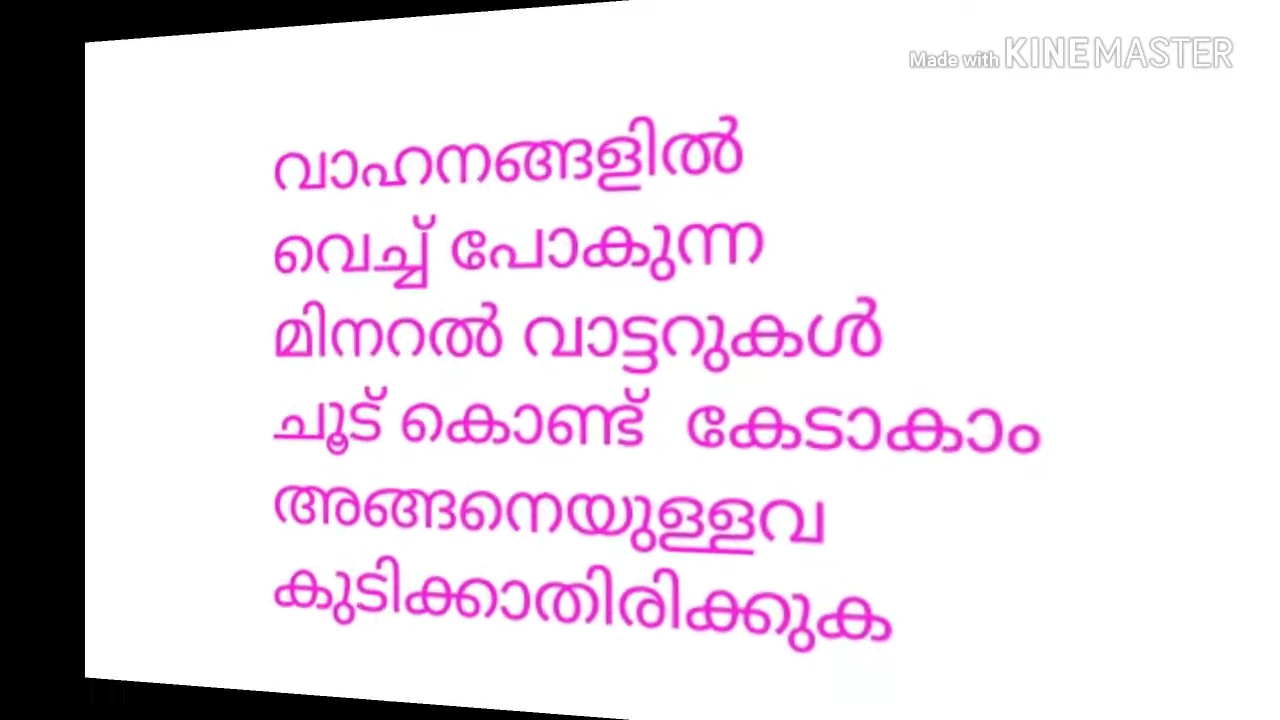 Made with KINEMASTER
വാഹനങ്ങളിൽ
വെച്ച് പോകുന്ന
മിനറൽ വാട്ടറുകൾ
ചൂട് കൊണ്ട് കേടാകാം
അങ്ങനെയുള്ളവ
കുടിക്കാതിരിക്കുക